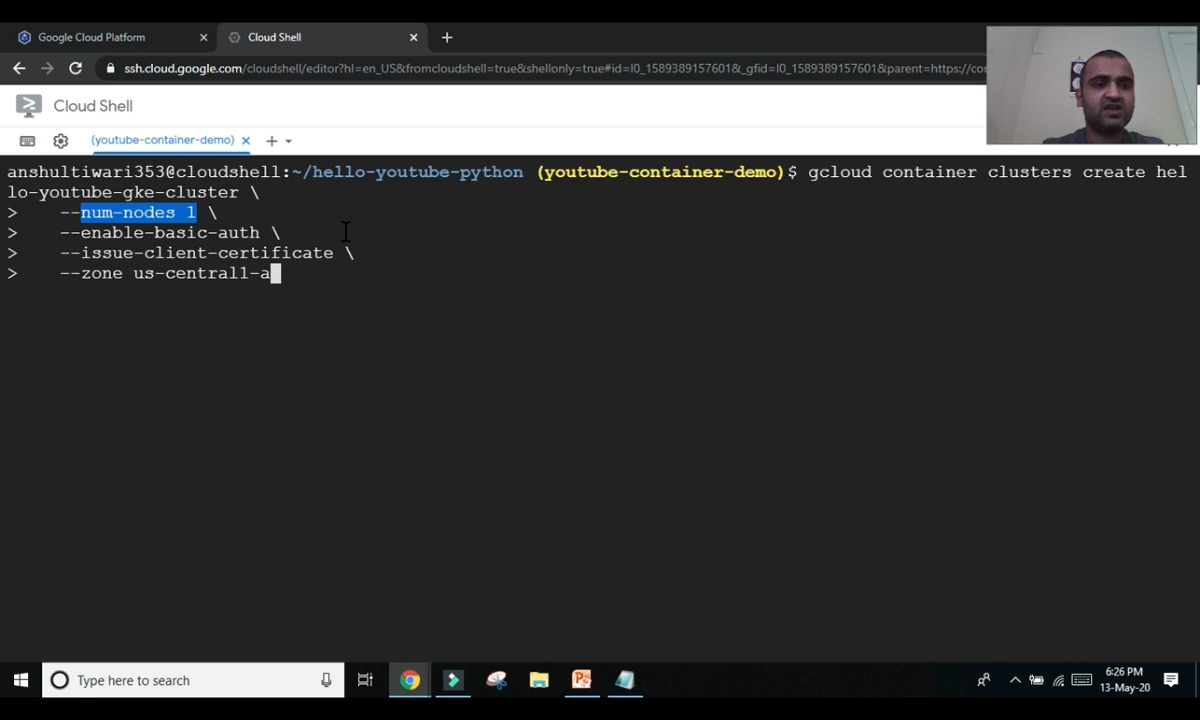 Google Cloud Platform
Cloud Shell
ssh.cloud.google.com/cloudshell/editor?hl=en_US&fromcloudshell=true&shellonly=true#id=I0_1589389157601&_gfid=I0_1589389157601&parent=https://co
Cloud Shell
(youtube-container-demo)
anshultiwari353@cloudshell:~/hello-youtube-python (youtube-container-demo)$ gcloud container clusters create hel
lo-youtube-gke-cluster \
> --num-nodes 1 \
> --enable-basic-auth \
> --issue-client-certificate \
> --zone us-central1-a
Type here to search
6:26 PM
13-May-20